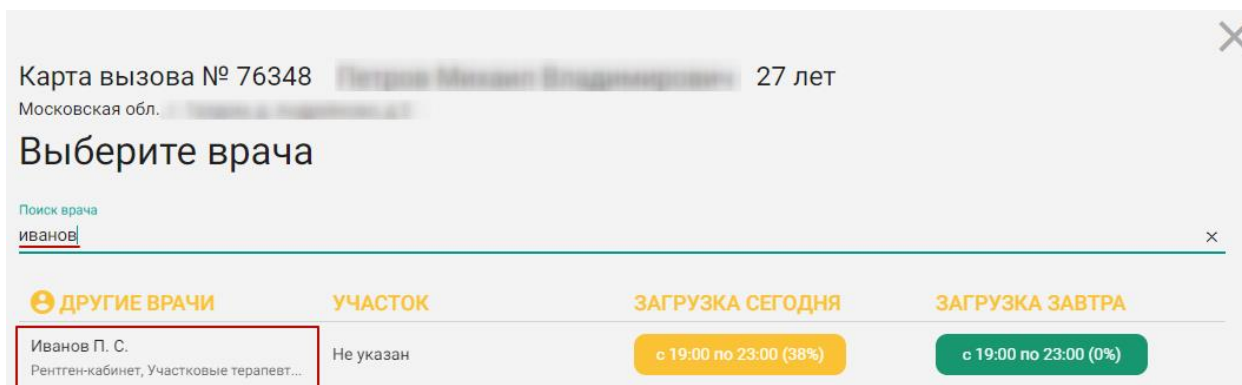 Карта вызова № 76348 27 лет
Московская обл.
Выберите врача
Поиск врача
иванов
ДРУГИЕ ВРАЧИ УЧАСТОК ЗАГРУЗКА СЕГОДНЯ ЗАГРУЗКА ЗАВТРА
Иванов П. С. Не указан с 19:00 по 23:00 (38%) с 19:00 по 23:00 (0%)
Рентген-кабинет, Участковые терапевт...